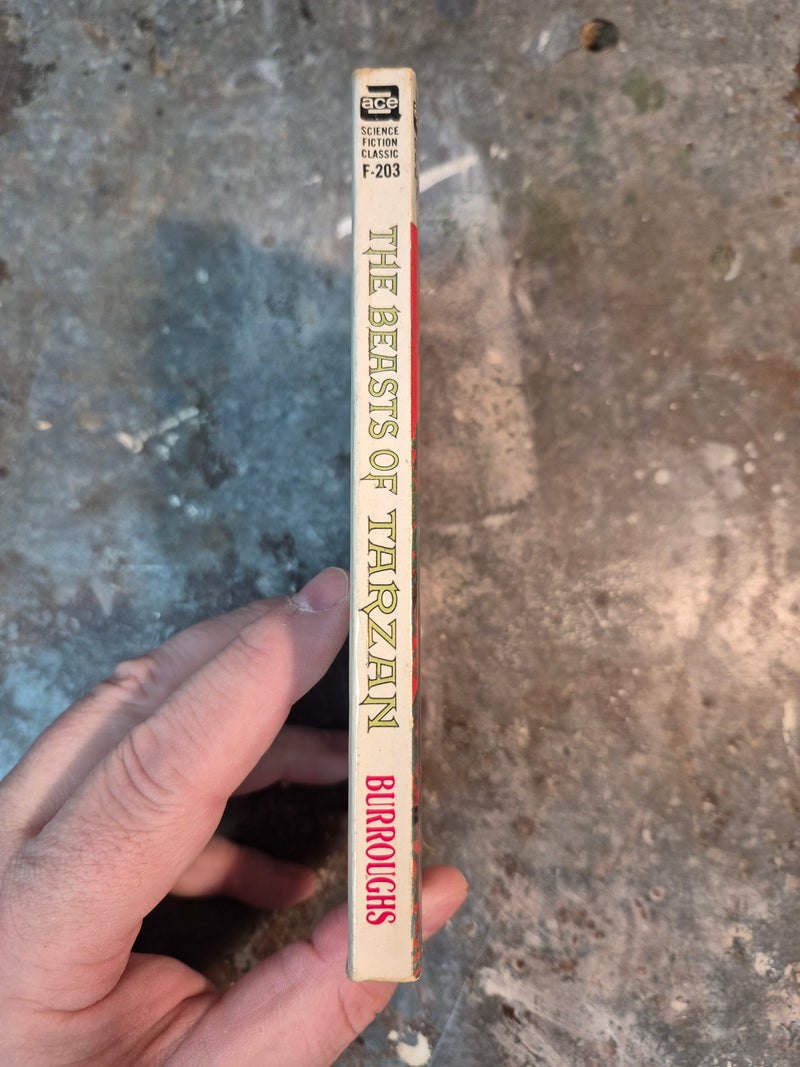 ace
SCIENCE
FICTION
CLASSIC
F-203
THE BEASTS OF TARZAN
BURROUGHS